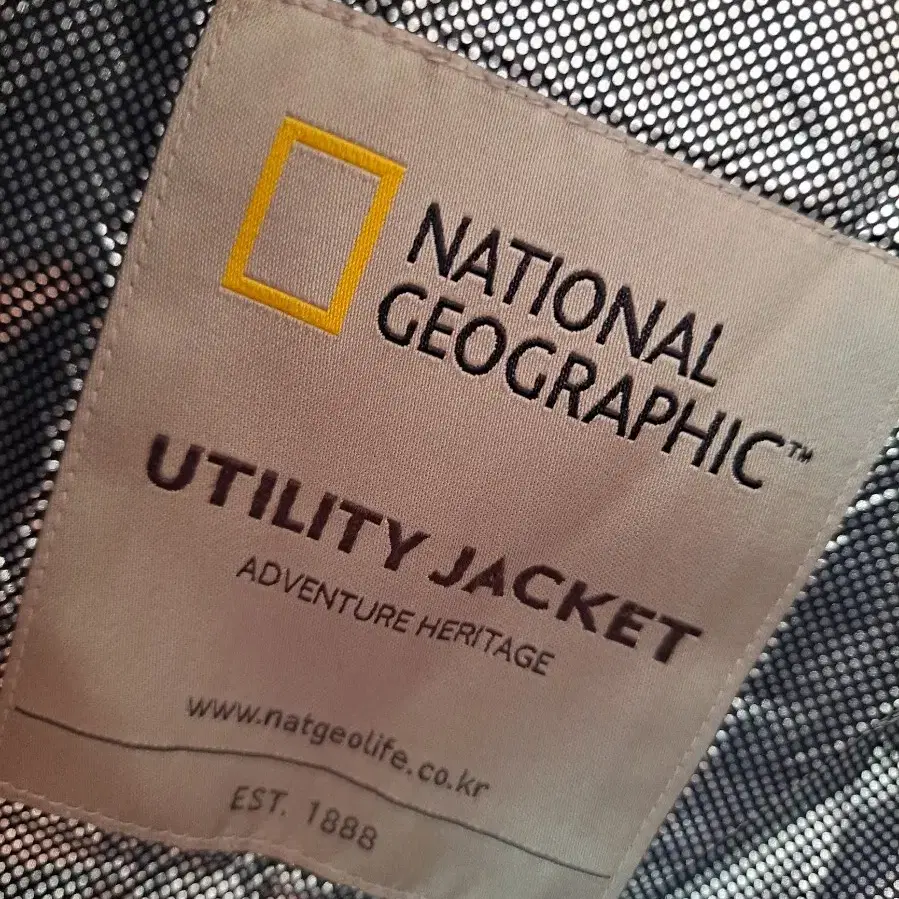 NATIONAL
GEOGRAPHIC™
UTILITY JACKET
ADVENTURE HERITAGE
www.natgeolife.co.kr
EST. 1888